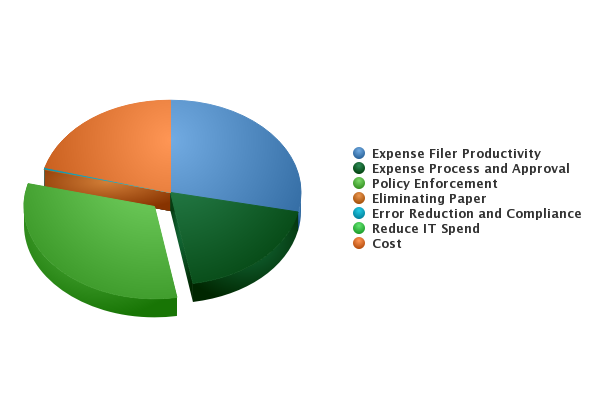 Expense Filer Productivity
Expense Process and Approval
Policy Enforcement
Eliminating Paper
Error Reduction and Compliance
Reduce IT Spend
Cost